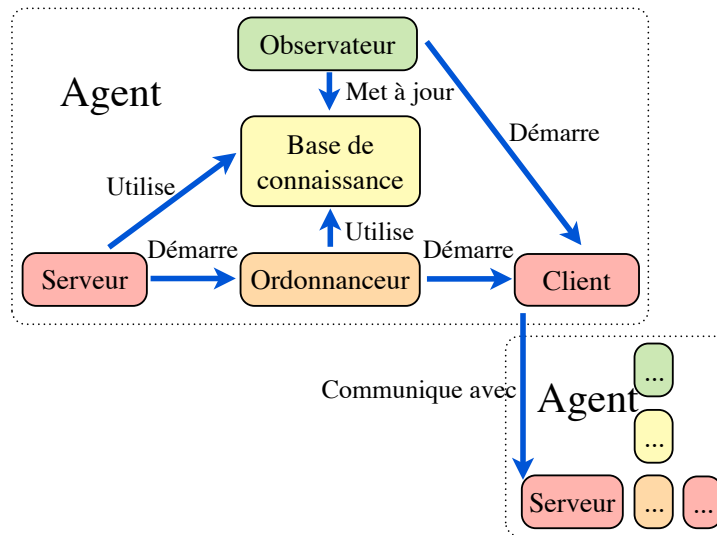 Observateur
Agent
Met à jour
Démarre
Base de
connaissance
Utilise
Utilise
Démarre
Démarre
Serveur
Ordonnanceur
Client
Communique avec
Agent
...
...
Serveur
...
...